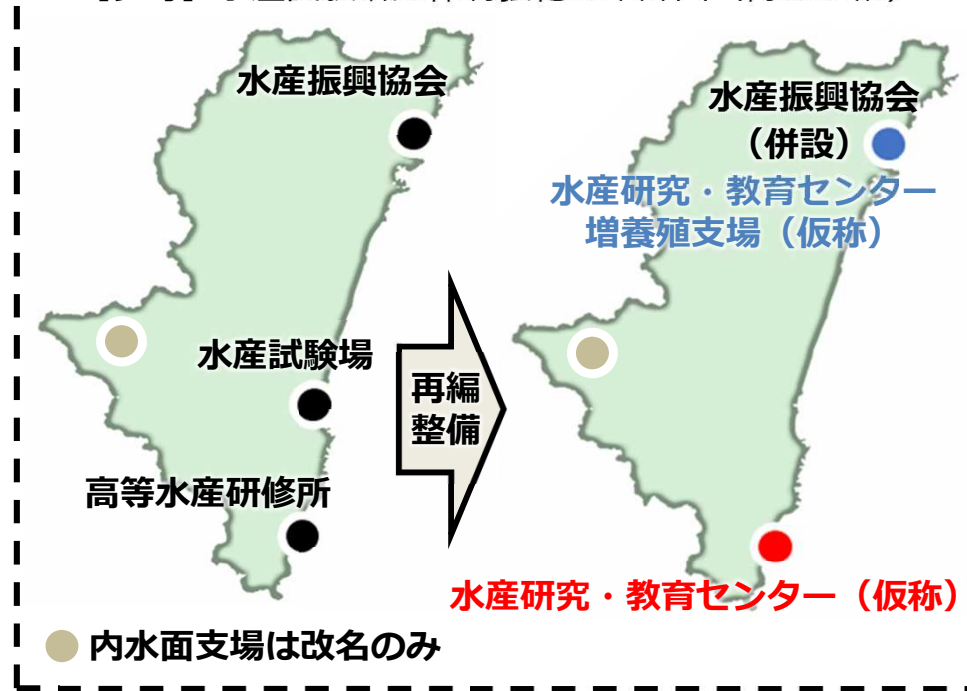 水産振興協会
水産試験場
高等水産研修所
再編
整備
水産振興協会
（併設）
水産研究・教育センター
増養殖支場（仮称）
水産研究・教育センター（仮称）
内水面支場は改名のみ